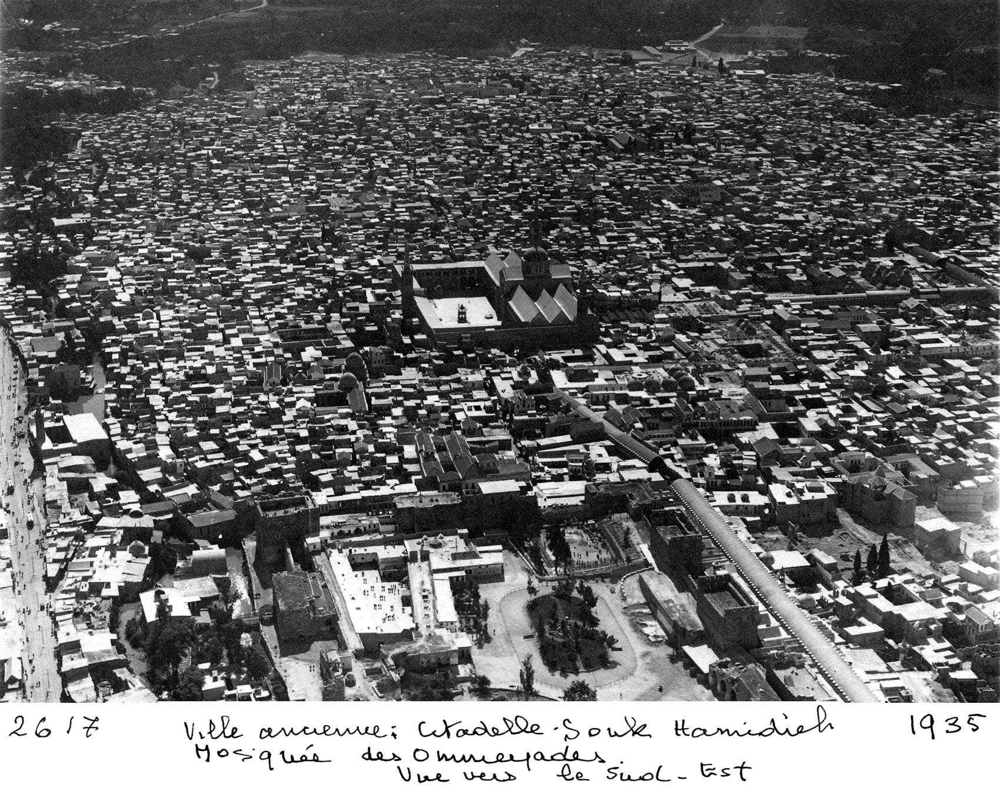 2617 Ville ancienne: Citadelle. Souk Hamidieh 1935
Mosquée des Ommeyades
Vue vers le Sud-Est